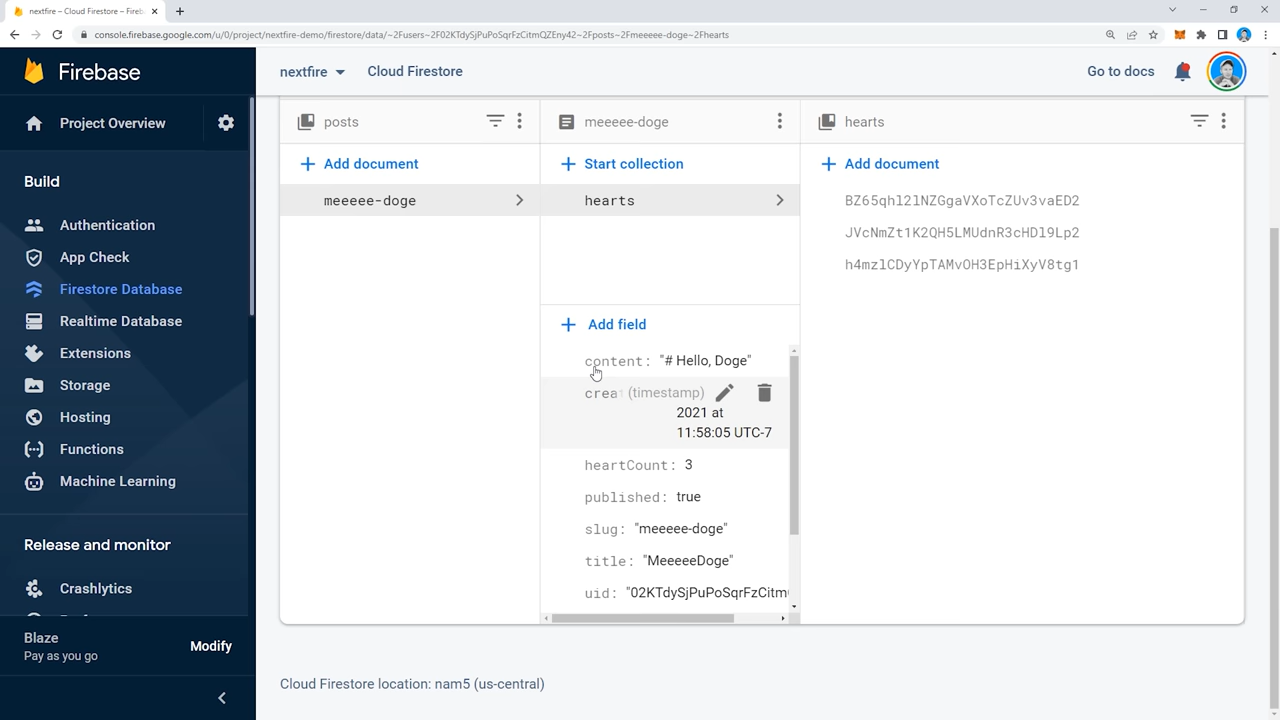 nextfire – Cloud Firestore – Fireb
console.firebase.google.com/u/0/project/nextfire-demo/firestore/data/~2Fusers~2F02KTdySjPuPoSqrFzCitmQZEny42~2Fposts~2Fmeeeee-doge~2Fhearts
Firebase
nextfire
Cloud Firestore
Go to docs
Project Overview
Build
Authentication
App Check
Firestore Database
Realtime Database
Extensions
Storage
Hosting
Functions
Machine Learning
Release and monitor
Crashlytics
Blaze
Pay as you go
Modify
posts
Add document
meeeee-doge
meeeee-doge
Start collection
hearts
Add field
content: "# Hello, Doge"
crea (timestamp)
2021 at
11:58:05 UTC-7
heartCount: 3
published: true
slug: "meeeee-doge"
title: "MeeeeeDoge"
uid: "02KTdySjPuPoSqrFzCitm
hearts
Add document
BZ65qhl2lNZGgaVXoTcZUv3vaED2
JVcNmZt1K2QH5LMUdnR3cHDl9Lp2
h4mzlCDyYpTAMvOH3EpHiXyV8tg1
Cloud Firestore location: nam5 (us-central)